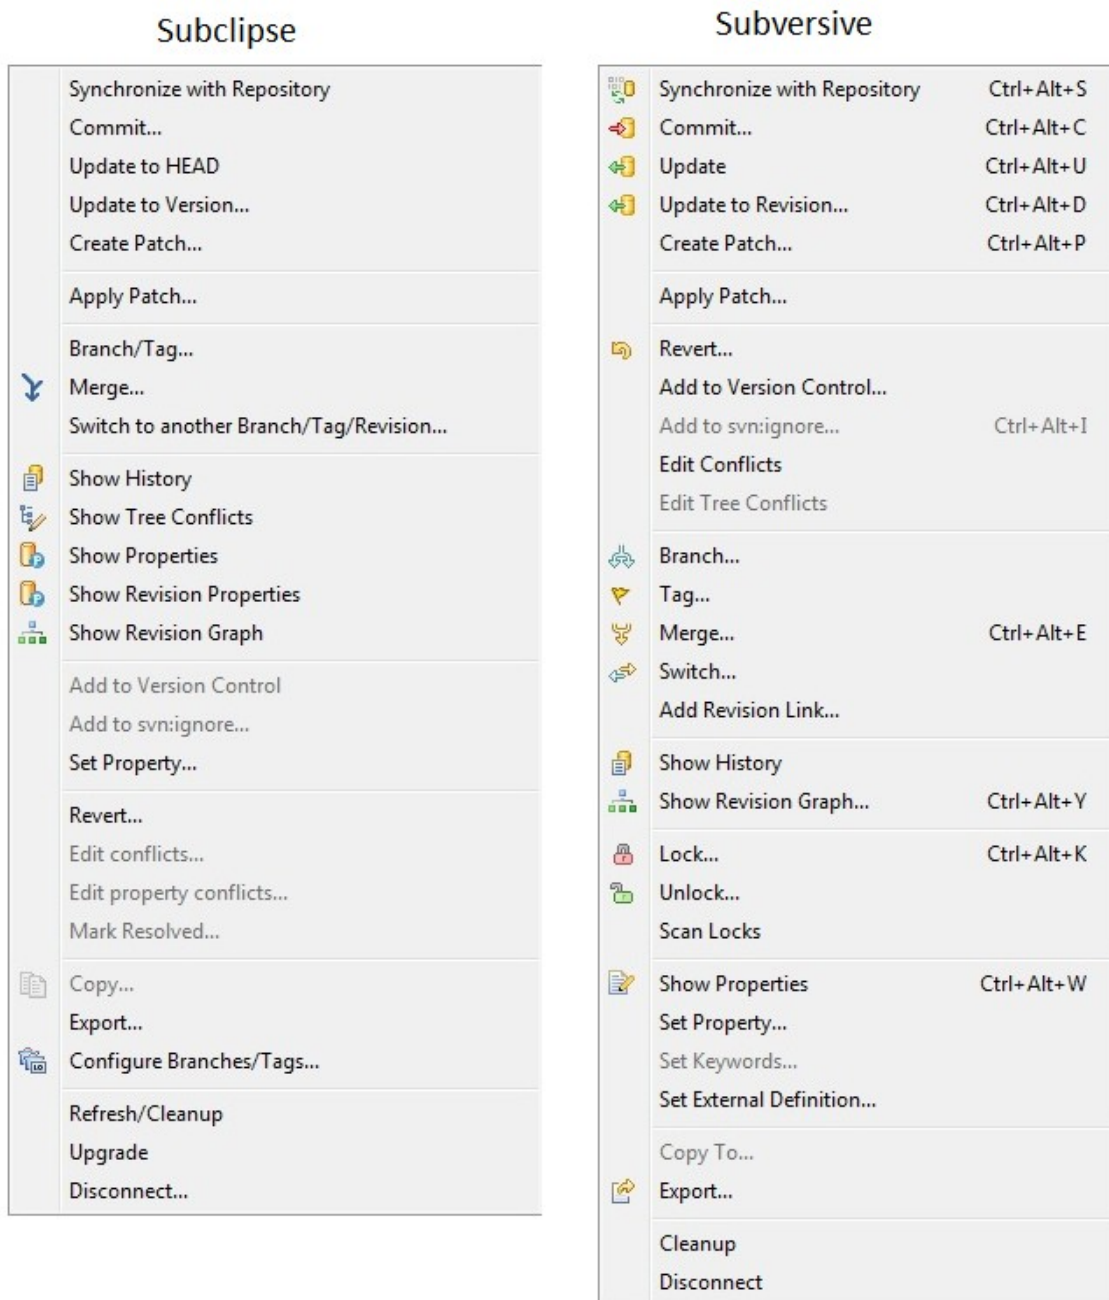 Subclipse
Synchronize with Repository
Commit...
Update to HEAD
Update to Version...
Create Patch...
Apply Patch...
Branch/Tag...
Merge...
Switch to another Branch/Tag/Revision...
Show History
Show Tree Conflicts
Show Properties
Show Revision Properties
Show Revision Graph
Add to Version Control
Add to svn:ignore...
Set Property...
Revert...
Edit conflicts...
Edit property conflicts...
Mark Resolved...
Copy...
Export...
Configure Branches/Tags...
Refresh/Cleanup
Upgrade
Disconnect...
Subversive
Synchronize with Repository Ctrl+Alt+S
Commit... Ctrl+Alt+C
Update Ctrl+Alt+U
Update to Revision... Ctrl+Alt+D
Create Patch... Ctrl+Alt+P
Apply Patch...
Revert...
Add to Version Control...
Add to svn:ignore... Ctrl+Alt+I
Edit Conflicts
Edit Tree Conflicts
Branch...
Tag...
Merge... Ctrl+Alt+E
Switch...
Add Revision Link...
Show History
Show Revision Graph... Ctrl+Alt+Y
Lock... Ctrl+Alt+K
Unlock...
Scan Locks
Show Properties Ctrl+Alt+W
Set Property...
Set Keywords...
Set External Definition...
Copy To...
Export...
Cleanup
Disconnect